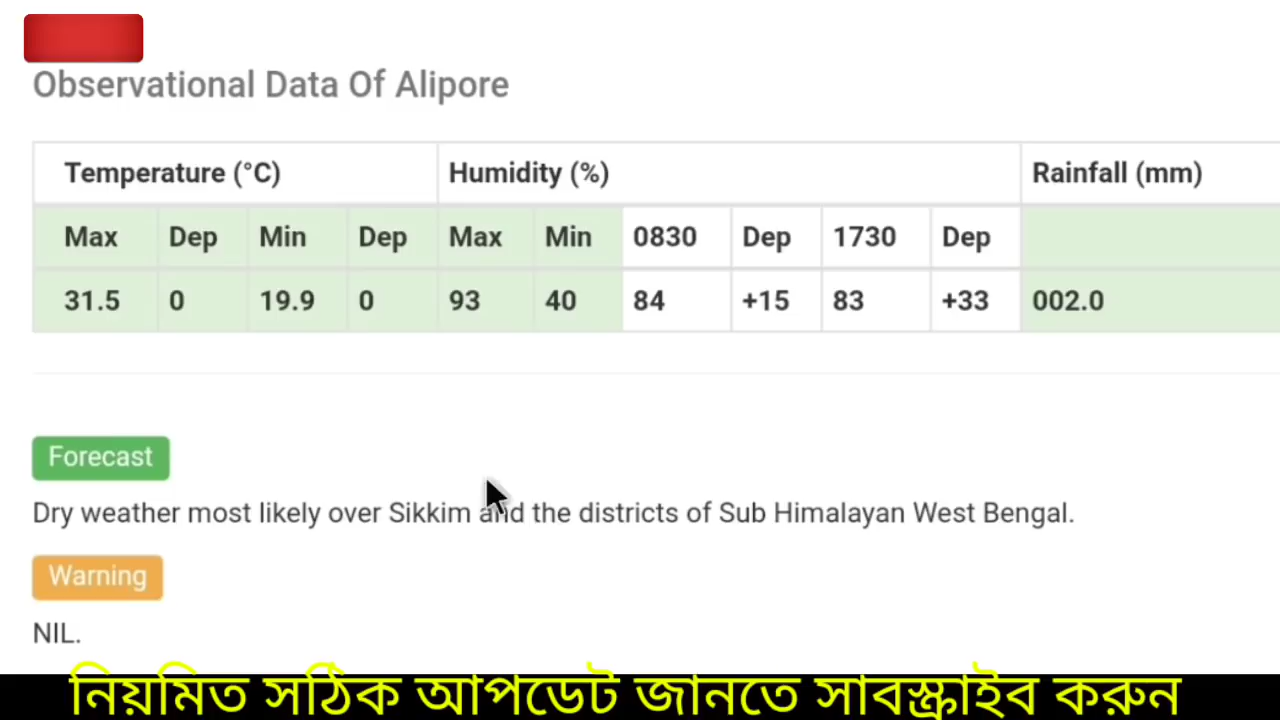 Observational Data Of Alipore
Temperature (°C) Humidity (%) Rainfall (mm)
Max Dep Min Dep Max Min 0830 Dep 1730 Dep
31.5 0 19.9 0 93 40 84 +15 83 +33 002.0
Forecast
Dry weather most likely over Sikkim and the districts of Sub Himalayan West Bengal.
Warning
NIL.
নিয়মিত সঠিক আপডেট জানতে সাবস্ক্রাইব করুন